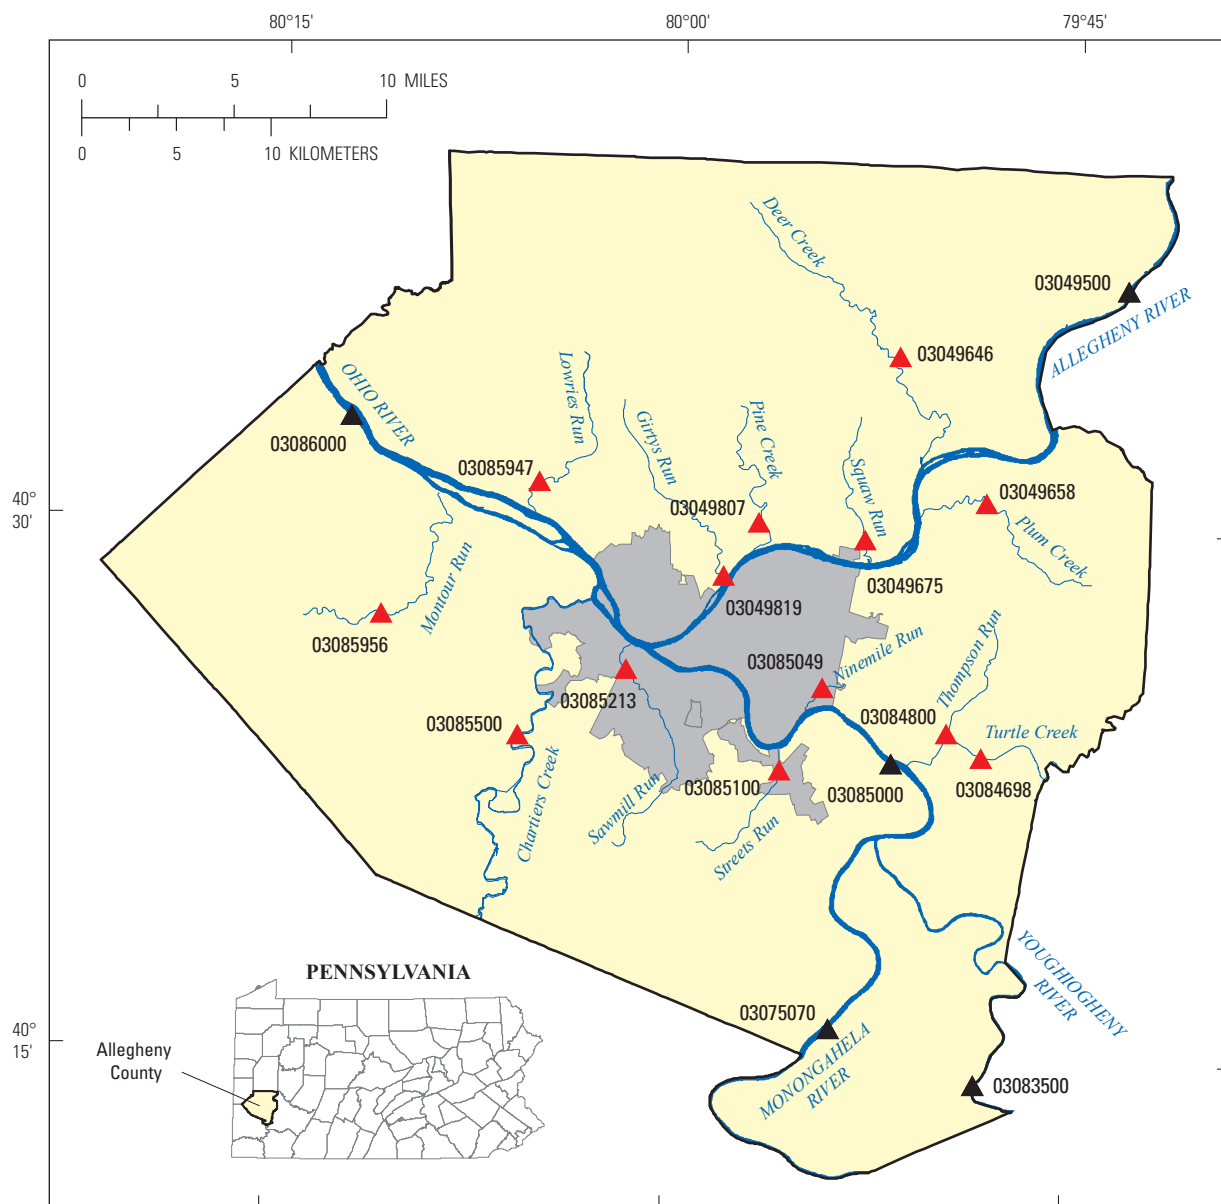 80°15'
80°00'
79°45'
0
5
10 MILES
0
5
10 KILOMETERS
Deer Creek
03049500
ALLEGHENY RIVER
03049646
OHIO RIVER
Lowries Run
Girtys Run
Pine Creek
Squaw Run
03086000
03085947
40°
30'
03049807
03049658
Plum Creek
Montour Run
03049675
03049819
03085956
03085049
Ninemile Run
Thompson Run
03085213
03085500
03084800
Turtle Creek
03085100
03085000
03084698
Chartiers Creek
Sawmill Run
Streets Run
YOUGHIOGHENY
RIVER
PENNSYLVANIA
03075070
40°
15'
MONONGAHELA
RIVER
Allegheny
County
03083500